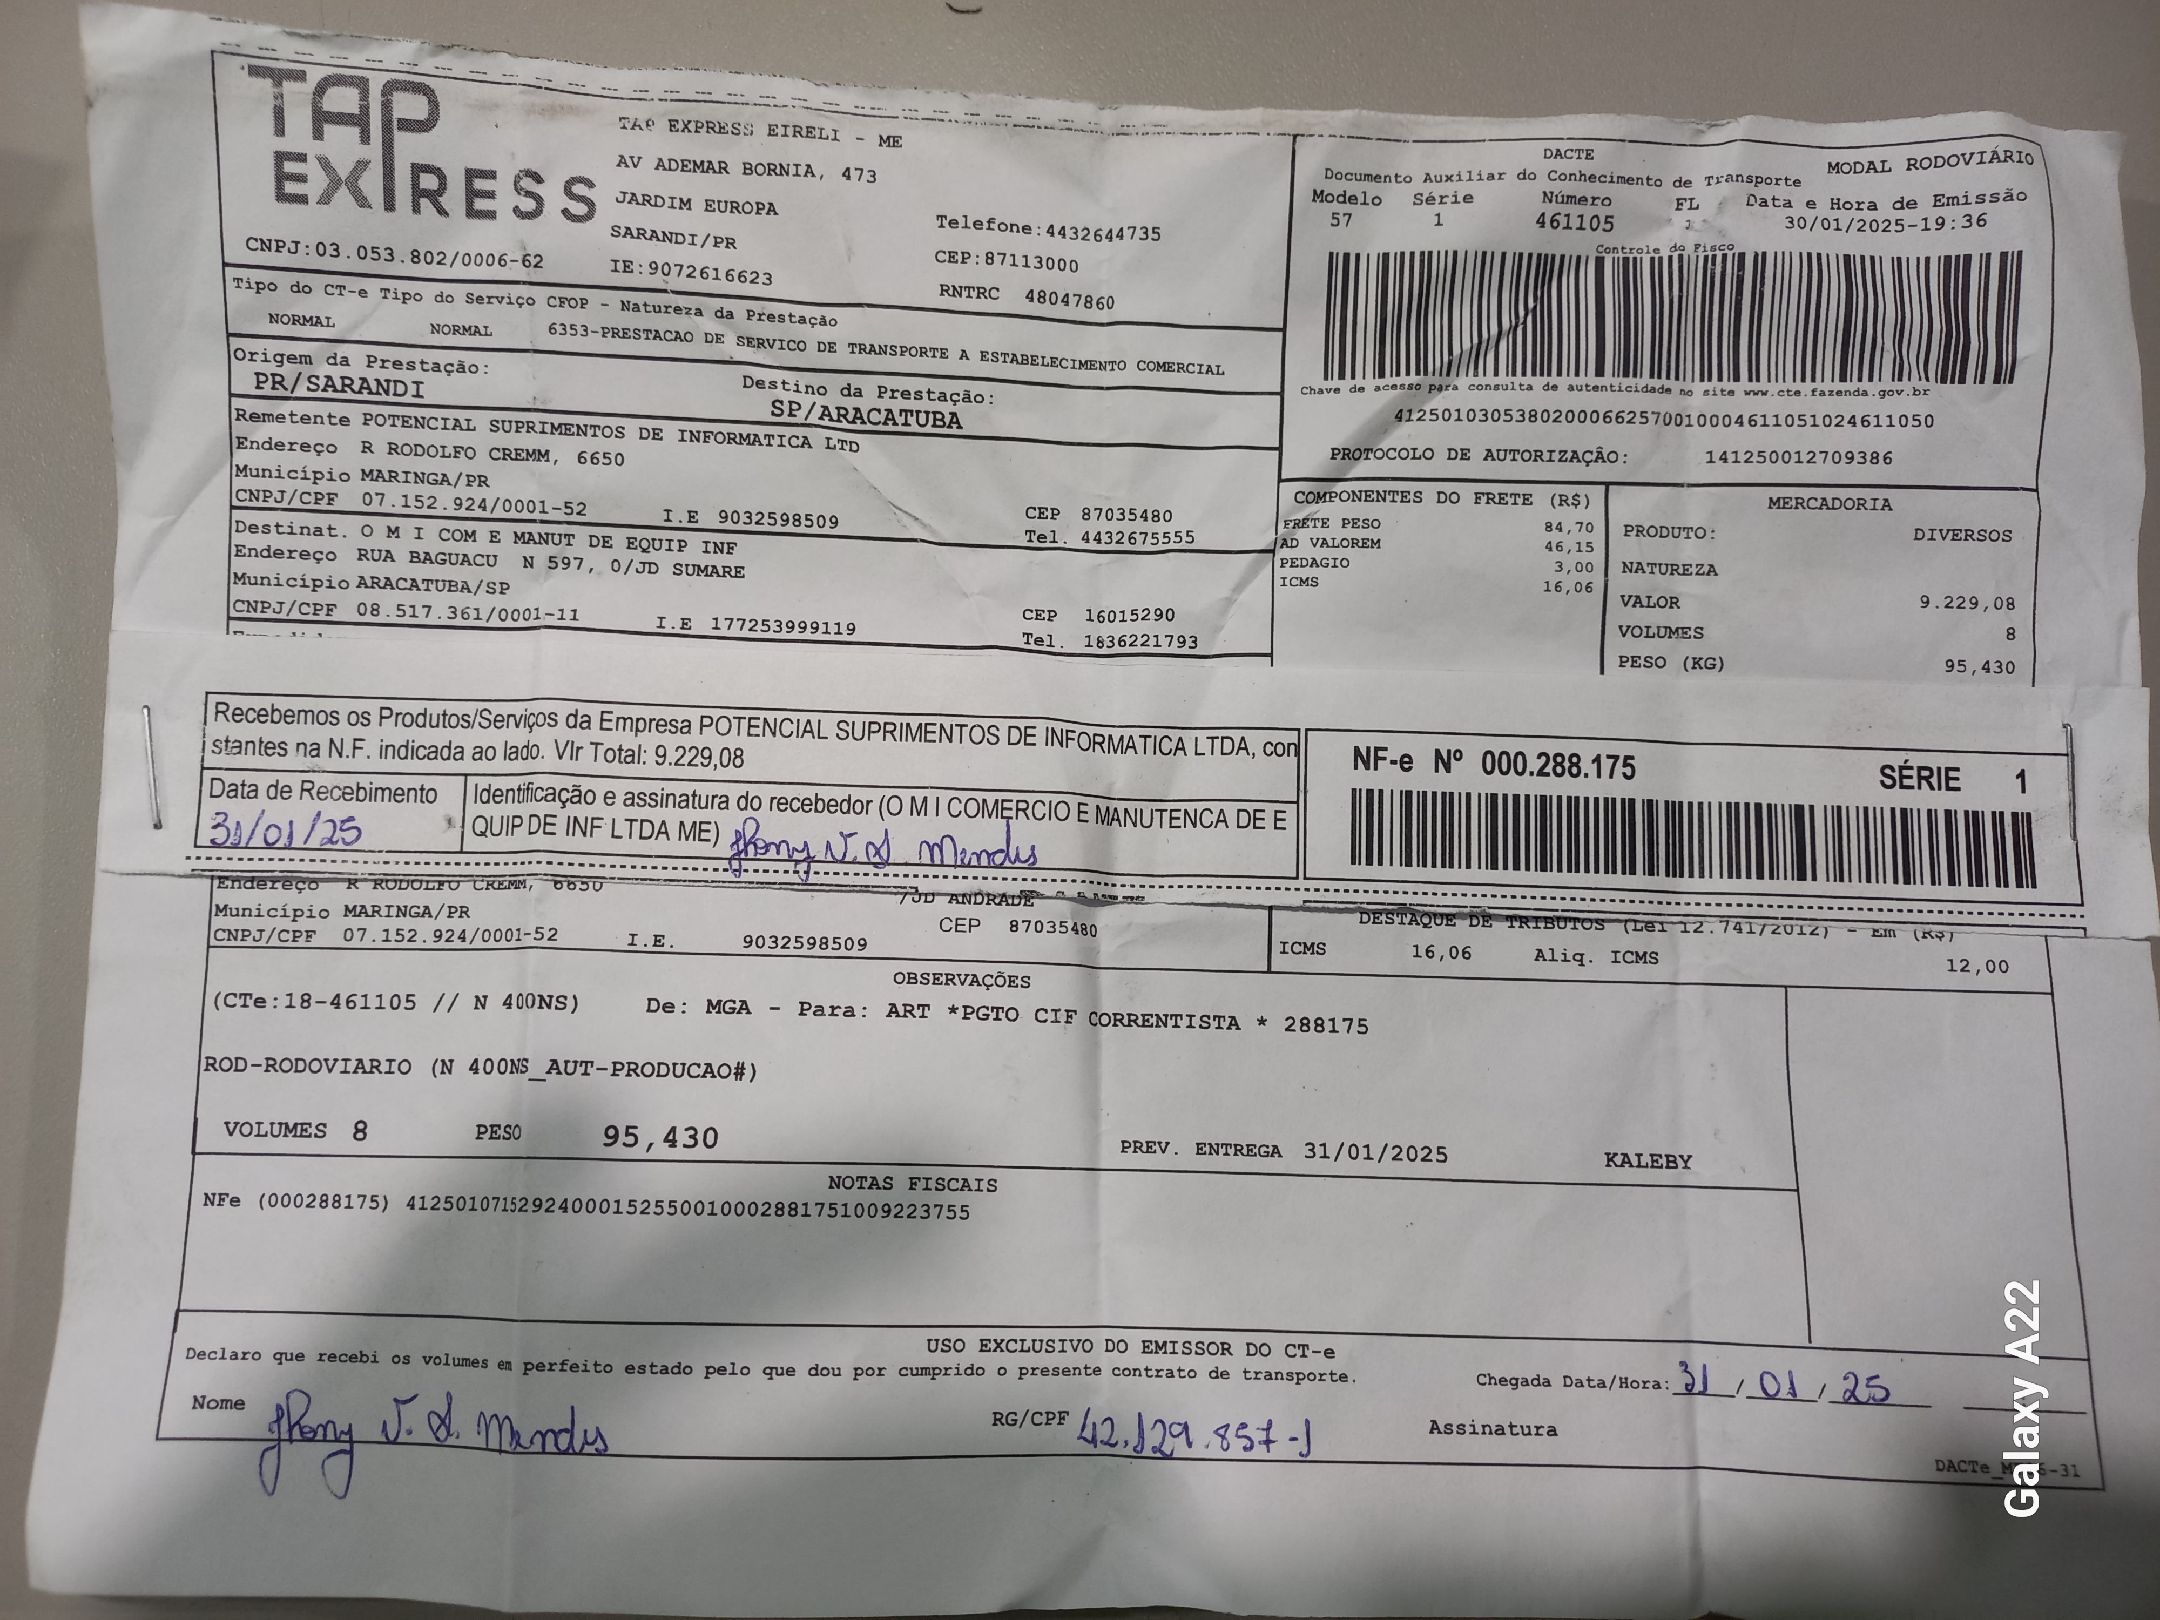 TAP
EXPRESS
TAP EXPRESS EIRELI - ME
AV ADEMAR BORNIA, 473
JARDIM EUROPA
SARANDI/PR
IE:9072616623
Telefone:4432644735
CEP:87113000
RNTRC 48047860
CNPJ:03.053.802/0006-62
DACTE
MODAL RODOVIÁRIO
Documento Auxiliar do Conhecimento de Transporte
Modelo Série Número FL Data e Hora de Emissão
57 1 461105 1 30/01/2025-19:36
Controle do Fisco
Chave de acesso para consulta de autenticidade no site www.cte.fazenda.gov.br
41250103053802000662570010004611051024611050
PROTOCOLO DE AUTORIZAÇÃO: 141250012709386
Tipo do CT-e Tipo do Serviço CFOP - Natureza da Prestação
NORMAL NORMAL 6353-PRESTACAO DE SERVICO DE TRANSPORTE A ESTABELECIMENTO COMERCIAL
Origem da Prestação:
PR/SARANDI
Destino da Prestação:
SP/ARACATUBA
Remetente POTENCIAL SUPRIMENTOS DE INFORMATICA LTD
Endereço R RODOLFO CREMM, 6650
Município MARINGA/PR
CNPJ/CPF 07.152.924/0001-52 I.E 9032598509
CEP 87035480
Tel. 4432675555
Destinat. O M I COM E MANUT DE EQUIP INF
Endereço RUA BAGUACU N 597, 0/JD SUMARE
Município ARACATUBA/SP
CNPJ/CPF 08.517.361/0001-11 I.E 177253999119
CEP 16015290
Tel. 1836221793
COMPONENTES DO FRETE (R$)
FRETE PESO 84,70
AD VALOREM 46,15
PEDAGIO 3,00
ICMS 16,06
MERCADORIA
PRODUTO: DIVERSOS
NATUREZA
VALOR 9.229,08
VOLUMES 8
PESO (KG) 95,430
Recebemos os Produtos/Serviços da Empresa POTENCIAL SUPRIMENTOS DE INFORMATICA LTDA, con
stantes na N.F. indicada ao lado. Vlr Total: 9.229,08
Data de Recebimento
31/01/25
Identificação e assinatura do recebedor (O M I COMERCIO E MANUTENCA DE E
QUIP DE INF LTDA ME) Jhony V. S. Mendes
NF-e Nº 000.288.175 SÉRIE 1
Endereço R RODOLFO CREMM, 6650 /JD ANDRADE
Município MARINGA/PR CEP 87035480
CNPJ/CPF 07.152.924/0001-52 I.E. 9032598509
DESTAQUE DE TRIBUTOS (Lei 12.741/2012) - Em (R$)
ICMS 16,06 Aliq. ICMS 12,00
OBSERVAÇÕES
(CTe:18-461105 // N 400NS) De: MGA - Para: ART *PGTO CIF CORRENTISTA * 288175
ROD-RODOVIARIO (N 400NS_AUT-PRODUCAO#)
VOLUMES 8 PESO 95,430 PREV. ENTREGA 31/01/2025 KALEBY
NOTAS FISCAIS
NFe (000288175) 41250107152924000152550010002881751009223755
USO EXCLUSIVO DO EMISSOR DO CT-e
Declaro que recebi os volumes em perfeito estado pelo que dou por cumprido o presente contrato de transporte.
Chegada Data/Hora: 31/01/25
Nome Jhony V. S. Mendes RG/CPF 42.129.857-1 Assinatura
Galaxy A22